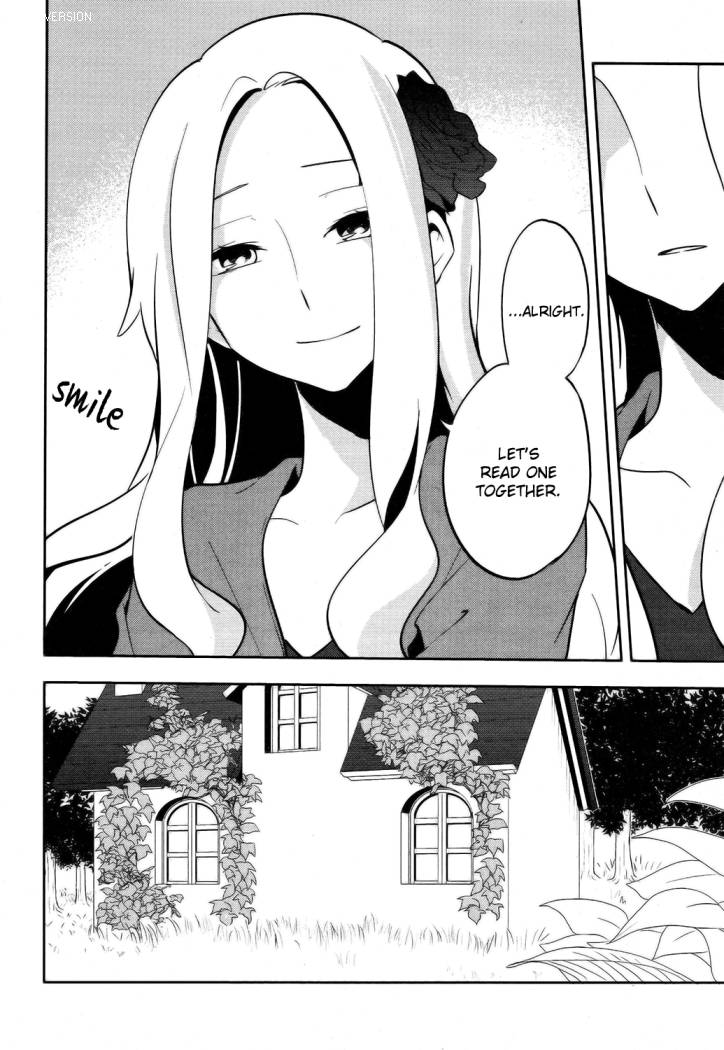 VERSION
...ALRIGHT.
LET'S
READ ONE
TOGETHER.
smile